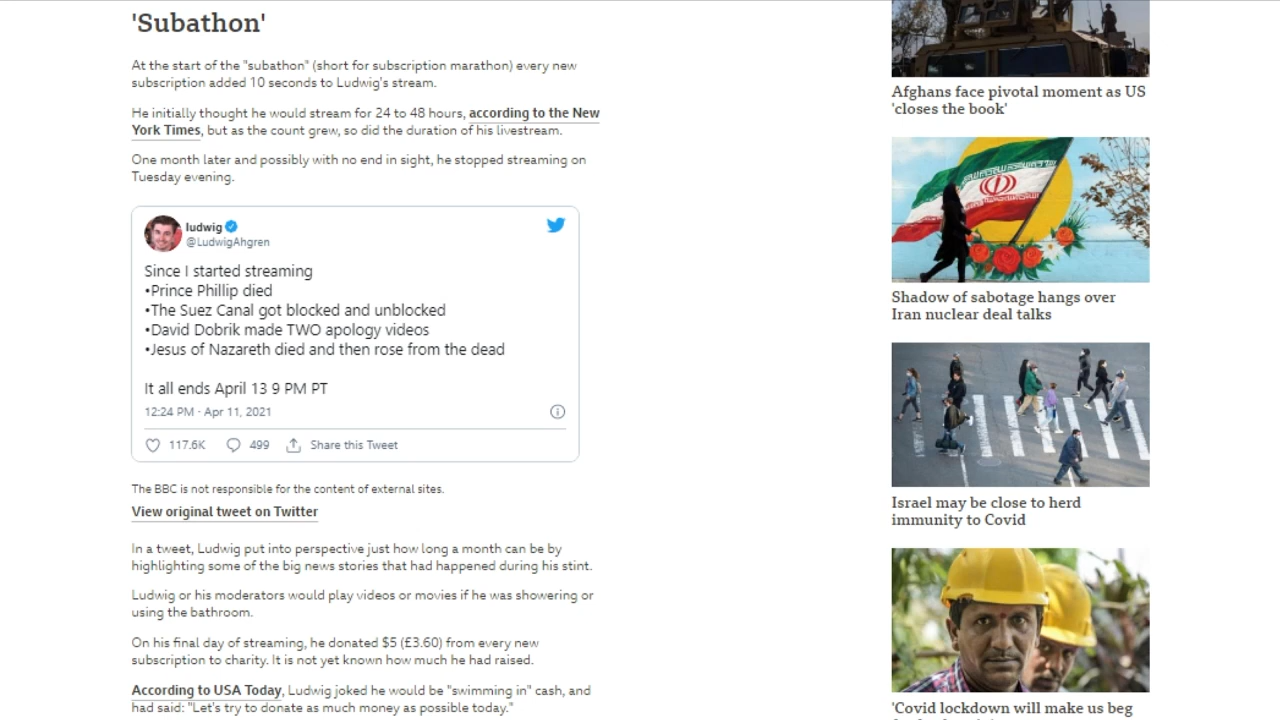 'Subathon'
At the start of the "subathon" (short for subscription marathon) every new
subscription added 10 seconds to Ludwig's stream.
He initially thought he would stream for 24 to 48 hours, according to the New
York Times, but as the count grew, so did the duration of his livestream.
One month later and possibly with no end in sight, he stopped streaming on
Tuesday evening.
ludwig
@LudwigAhgren
Since I started streaming
•Prince Phillip died
•The Suez Canal got blocked and unblocked
•David Dobrik made TWO apology videos
•Jesus of Nazareth died and then rose from the dead
It all ends April 13 9 PM PT
12:24 PM · Apr 11, 2021
117.6K 499 Share this Tweet
The BBC is not responsible for the content of external sites.
View original tweet on Twitter
In a tweet, Ludwig put into perspective just how long a month can be by
highlighting some of the big news stories that had happened during his stint.
Ludwig or his moderators would play videos or movies if he was showering or
using the bathroom.
On his final day of streaming, he donated $5 (£3.60) from every new
subscription to charity. It is not yet known how much he had raised.
According to USA Today, Ludwig joked he would be "swimming in" cash, and
had said: "Let's try to donate as much money as possible today."
Afghans face pivotal moment as US
'closes the book'
Shadow of sabotage hangs over
Iran nuclear deal talks
Israel may be close to herd
immunity to Covid
'Covid lockdown will make us beg